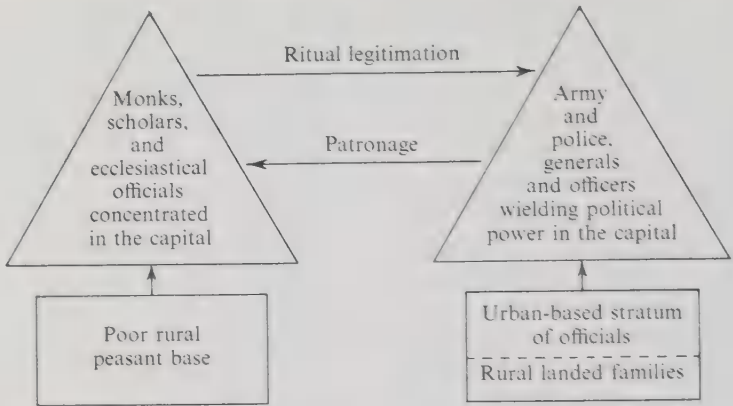 Ritual legitimation
Monks,
scholars,
and
ecclesiastical
officials
concentrated
in the capital
Patronage
Army
and
police,
generals
and officers
wielding political
power in the capital
Poor rural
peasant base
Urban-based stratum
of officials
Rural landed families